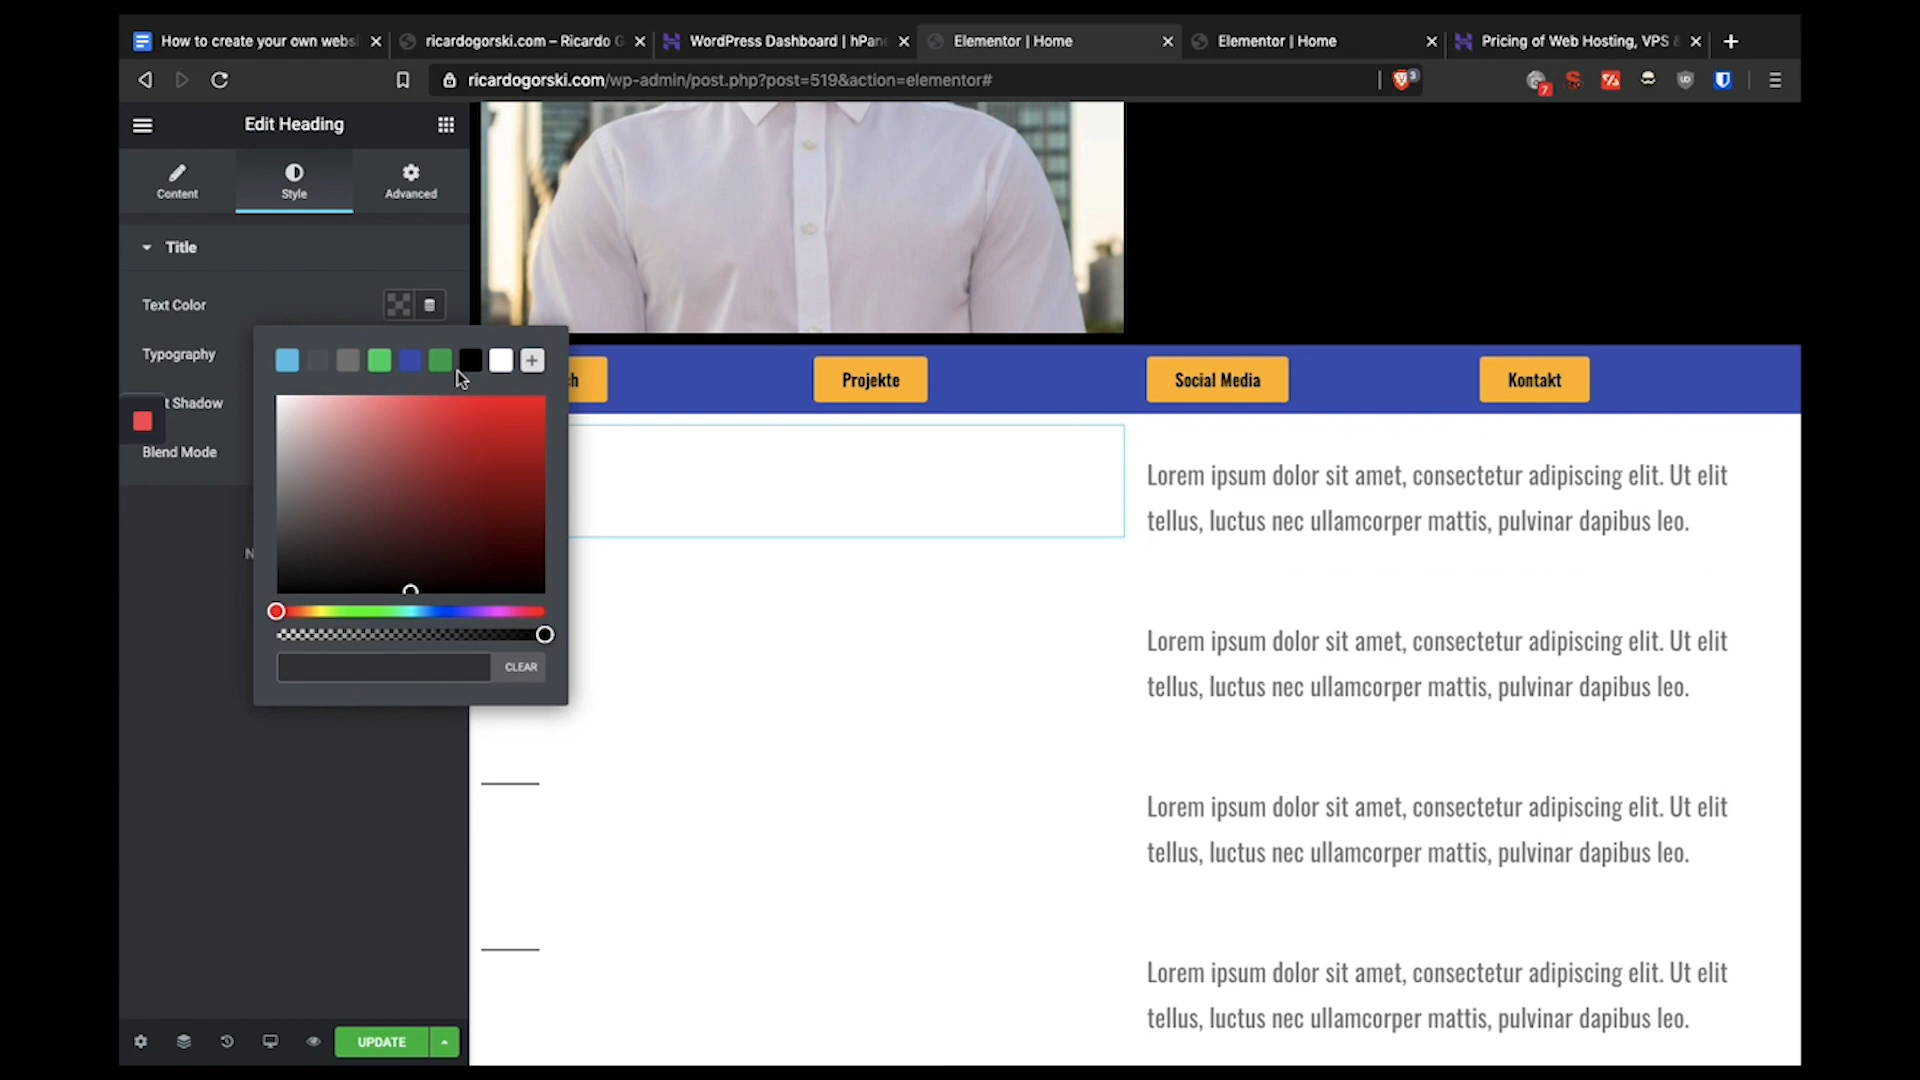 How to create your own webs
ricardogorski.com – Ricardo G
WordPress Dashboard | hPan
Elementor | Home
Elementor | Home
Pricing of Web Hosting, VPS &
ricardogorski.com/wp-admin/post.php?post=519&action=elementor#
3
7
Edit Heading
Content
Style
Advanced
Title
Text Color
Typography
t Shadow
Blend Mode
N
CLEAR
UPDATE
ch
Projekte
Social Media
Kontakt
Lorem ipsum dolor sit amet, consectetur adipiscing elit. Ut elit
tellus, luctus nec ullamcorper mattis, pulvinar dapibus leo.
Lorem ipsum dolor sit amet, consectetur adipiscing elit. Ut elit
tellus, luctus nec ullamcorper mattis, pulvinar dapibus leo.
Lorem ipsum dolor sit amet, consectetur adipiscing elit. Ut elit
tellus, luctus nec ullamcorper mattis, pulvinar dapibus leo.
Lorem ipsum dolor sit amet, consectetur adipiscing elit. Ut elit
tellus, luctus nec ullamcorper mattis, pulvinar dapibus leo.